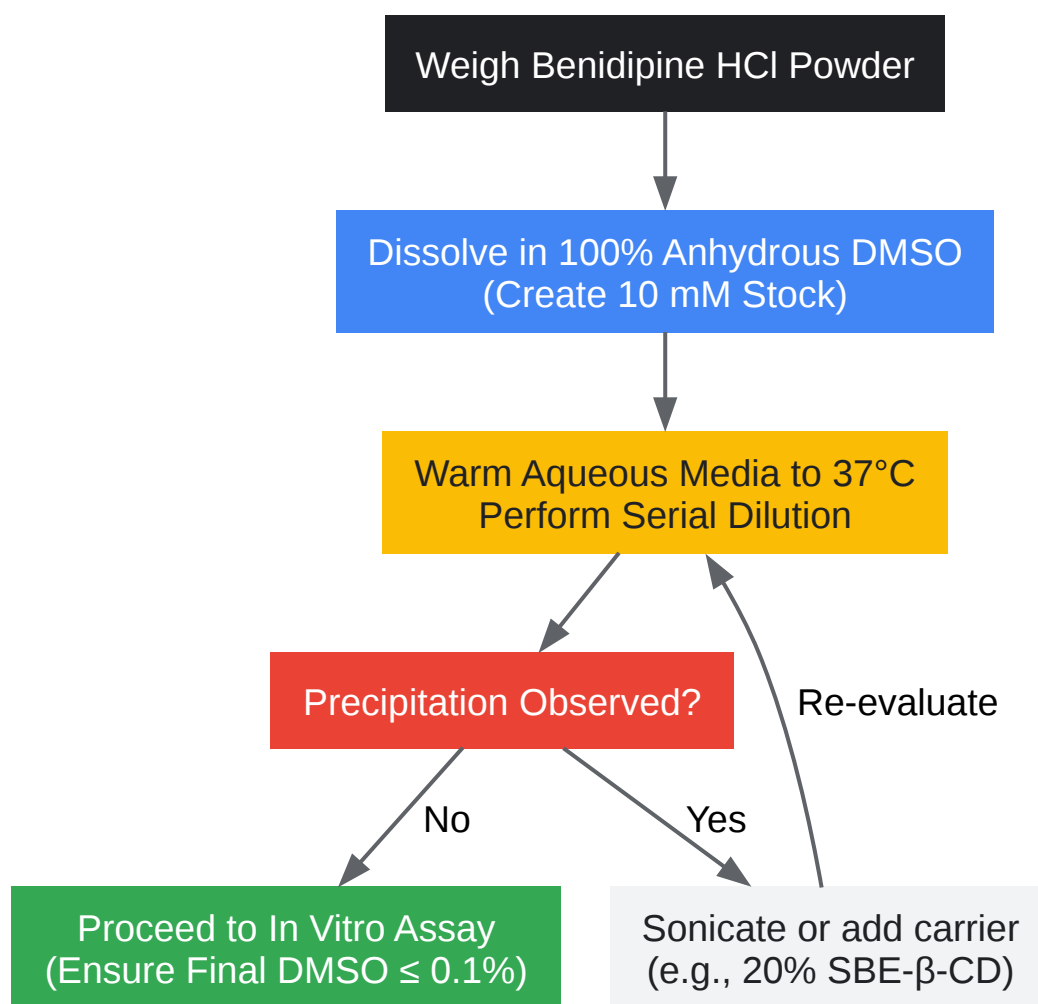 Weigh Benidipine HCl Powder
Dissolve in 100% Anhydrous DMSO
(Create 10 mM Stock)
Warm Aqueous Media to 37°C
Perform Serial Dilution
Precipitation Observed?
Re-evaluate
No
Yes
Proceed to In Vitro Assay
(Ensure Final DMSO ≤ 0.1%)
Sonicate or add carrier
(e.g., 20% SBE-β-CD)